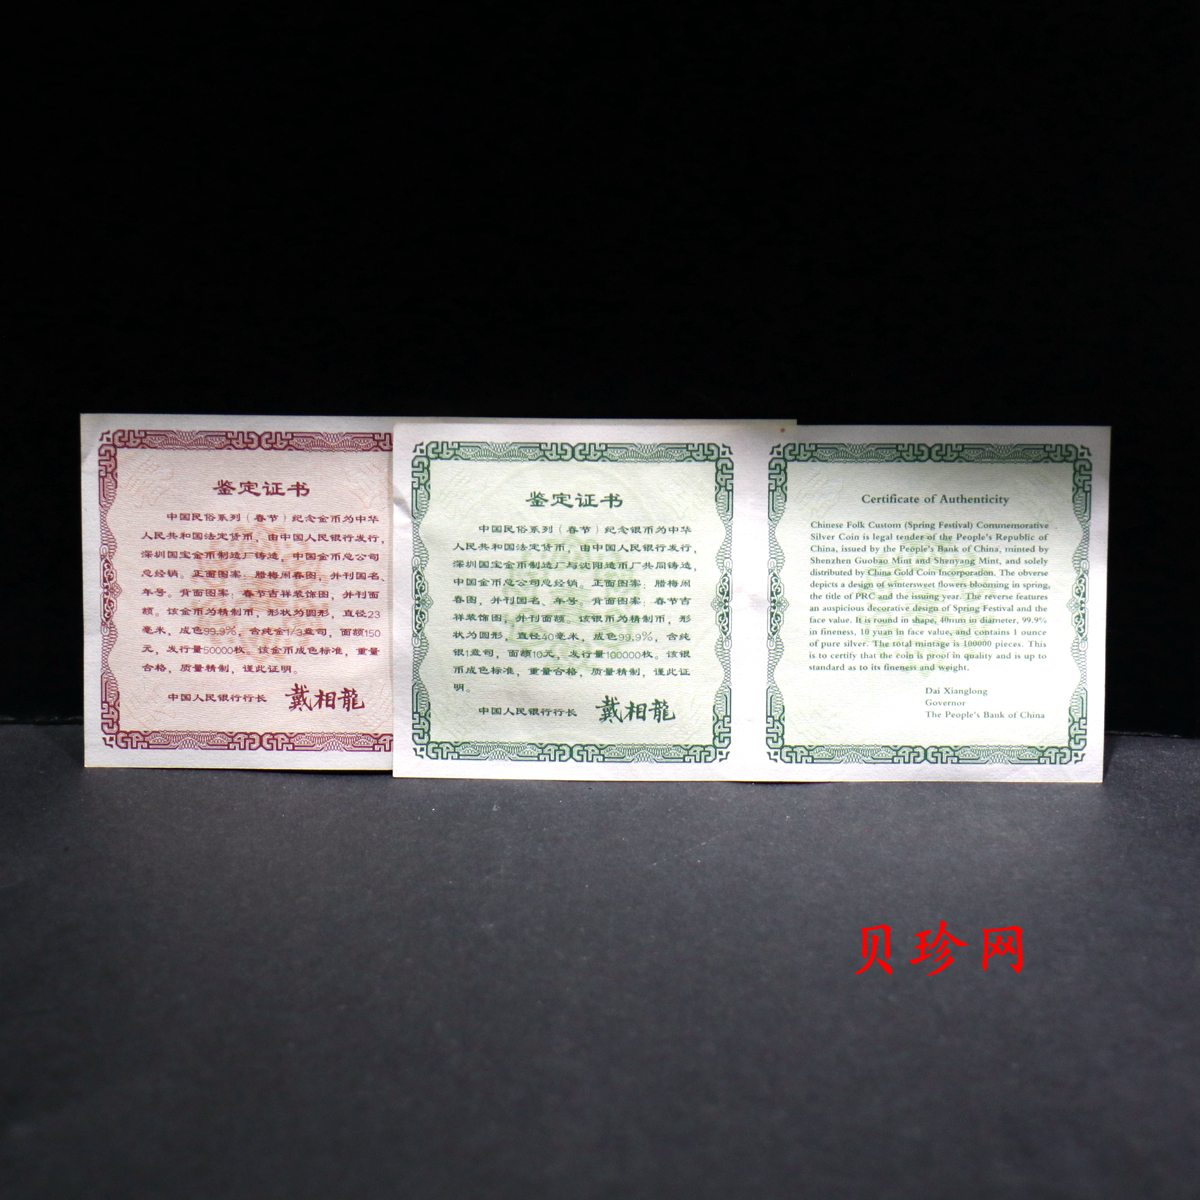 鉴定证书
中国民俗系列（春节）纪念金币为中华
人民共和国法定货币，由中国人民银行发行，
深圳国宝金币制造厂铸造，中国金币总公司
总经销。正面图案：腊梅闹春图，并刊国名、
年号。背面图案：春节吉祥装饰图，并刊面
额。该金币为精制币，形状为圆形，直径23
毫米，成色99.9%，含纯金1/3盎司，面额150
元，发行量50000枚。该金币成色标准，重量
合格，质量精制，谨此证明。
中国人民银行行长 戴相龍
鉴定证书
中国民俗系列（春节）纪念银币为中华
人民共和国法定货币，由中国人民银行发行，
深圳国宝金币制造厂与沈阳造币厂共同铸造，
中国金币总公司总经销。正面图案：腊梅闹
春图，并刊国名、年号。背面图案：春节吉
祥装饰图，并刊面额。该银币为精制币，形
状为圆形，直径40毫米，成色99.9%，含纯
银1盎司，面额10元，发行量100000枚。该银
币成色标准，重量合格，质量精制，谨此证
明。
中国人民银行行长 戴相龍
Certificate of Authenticity
Chinese Folk Custom (Spring Festival) Commemorative
Silver Coin is legal tender of the People's Republic of
China, issued by the People's Bank of China, minted by
Shenzhen Guobao Mint and Shenyang Mint, and solely
distributed by China Gold Coin Incorporation. The obverse
depicts a design of wintersweet flowers blooming in spring,
the title of PRC and the issuing year. The reverse features
an auspicious decorative design of Spring Festival and the
face value. It is round in shape, 40mm in diameter, 99.9%
in fineness, 10 yuan in face value, and contains 1 ounce
of pure silver. The total mintage is 100000 pieces. This
is to certify that the coin is proof in quality and is up to
standard as to its fineness and weight.
Dai Xianglong
Governor
The People's Bank of China
贝珍网